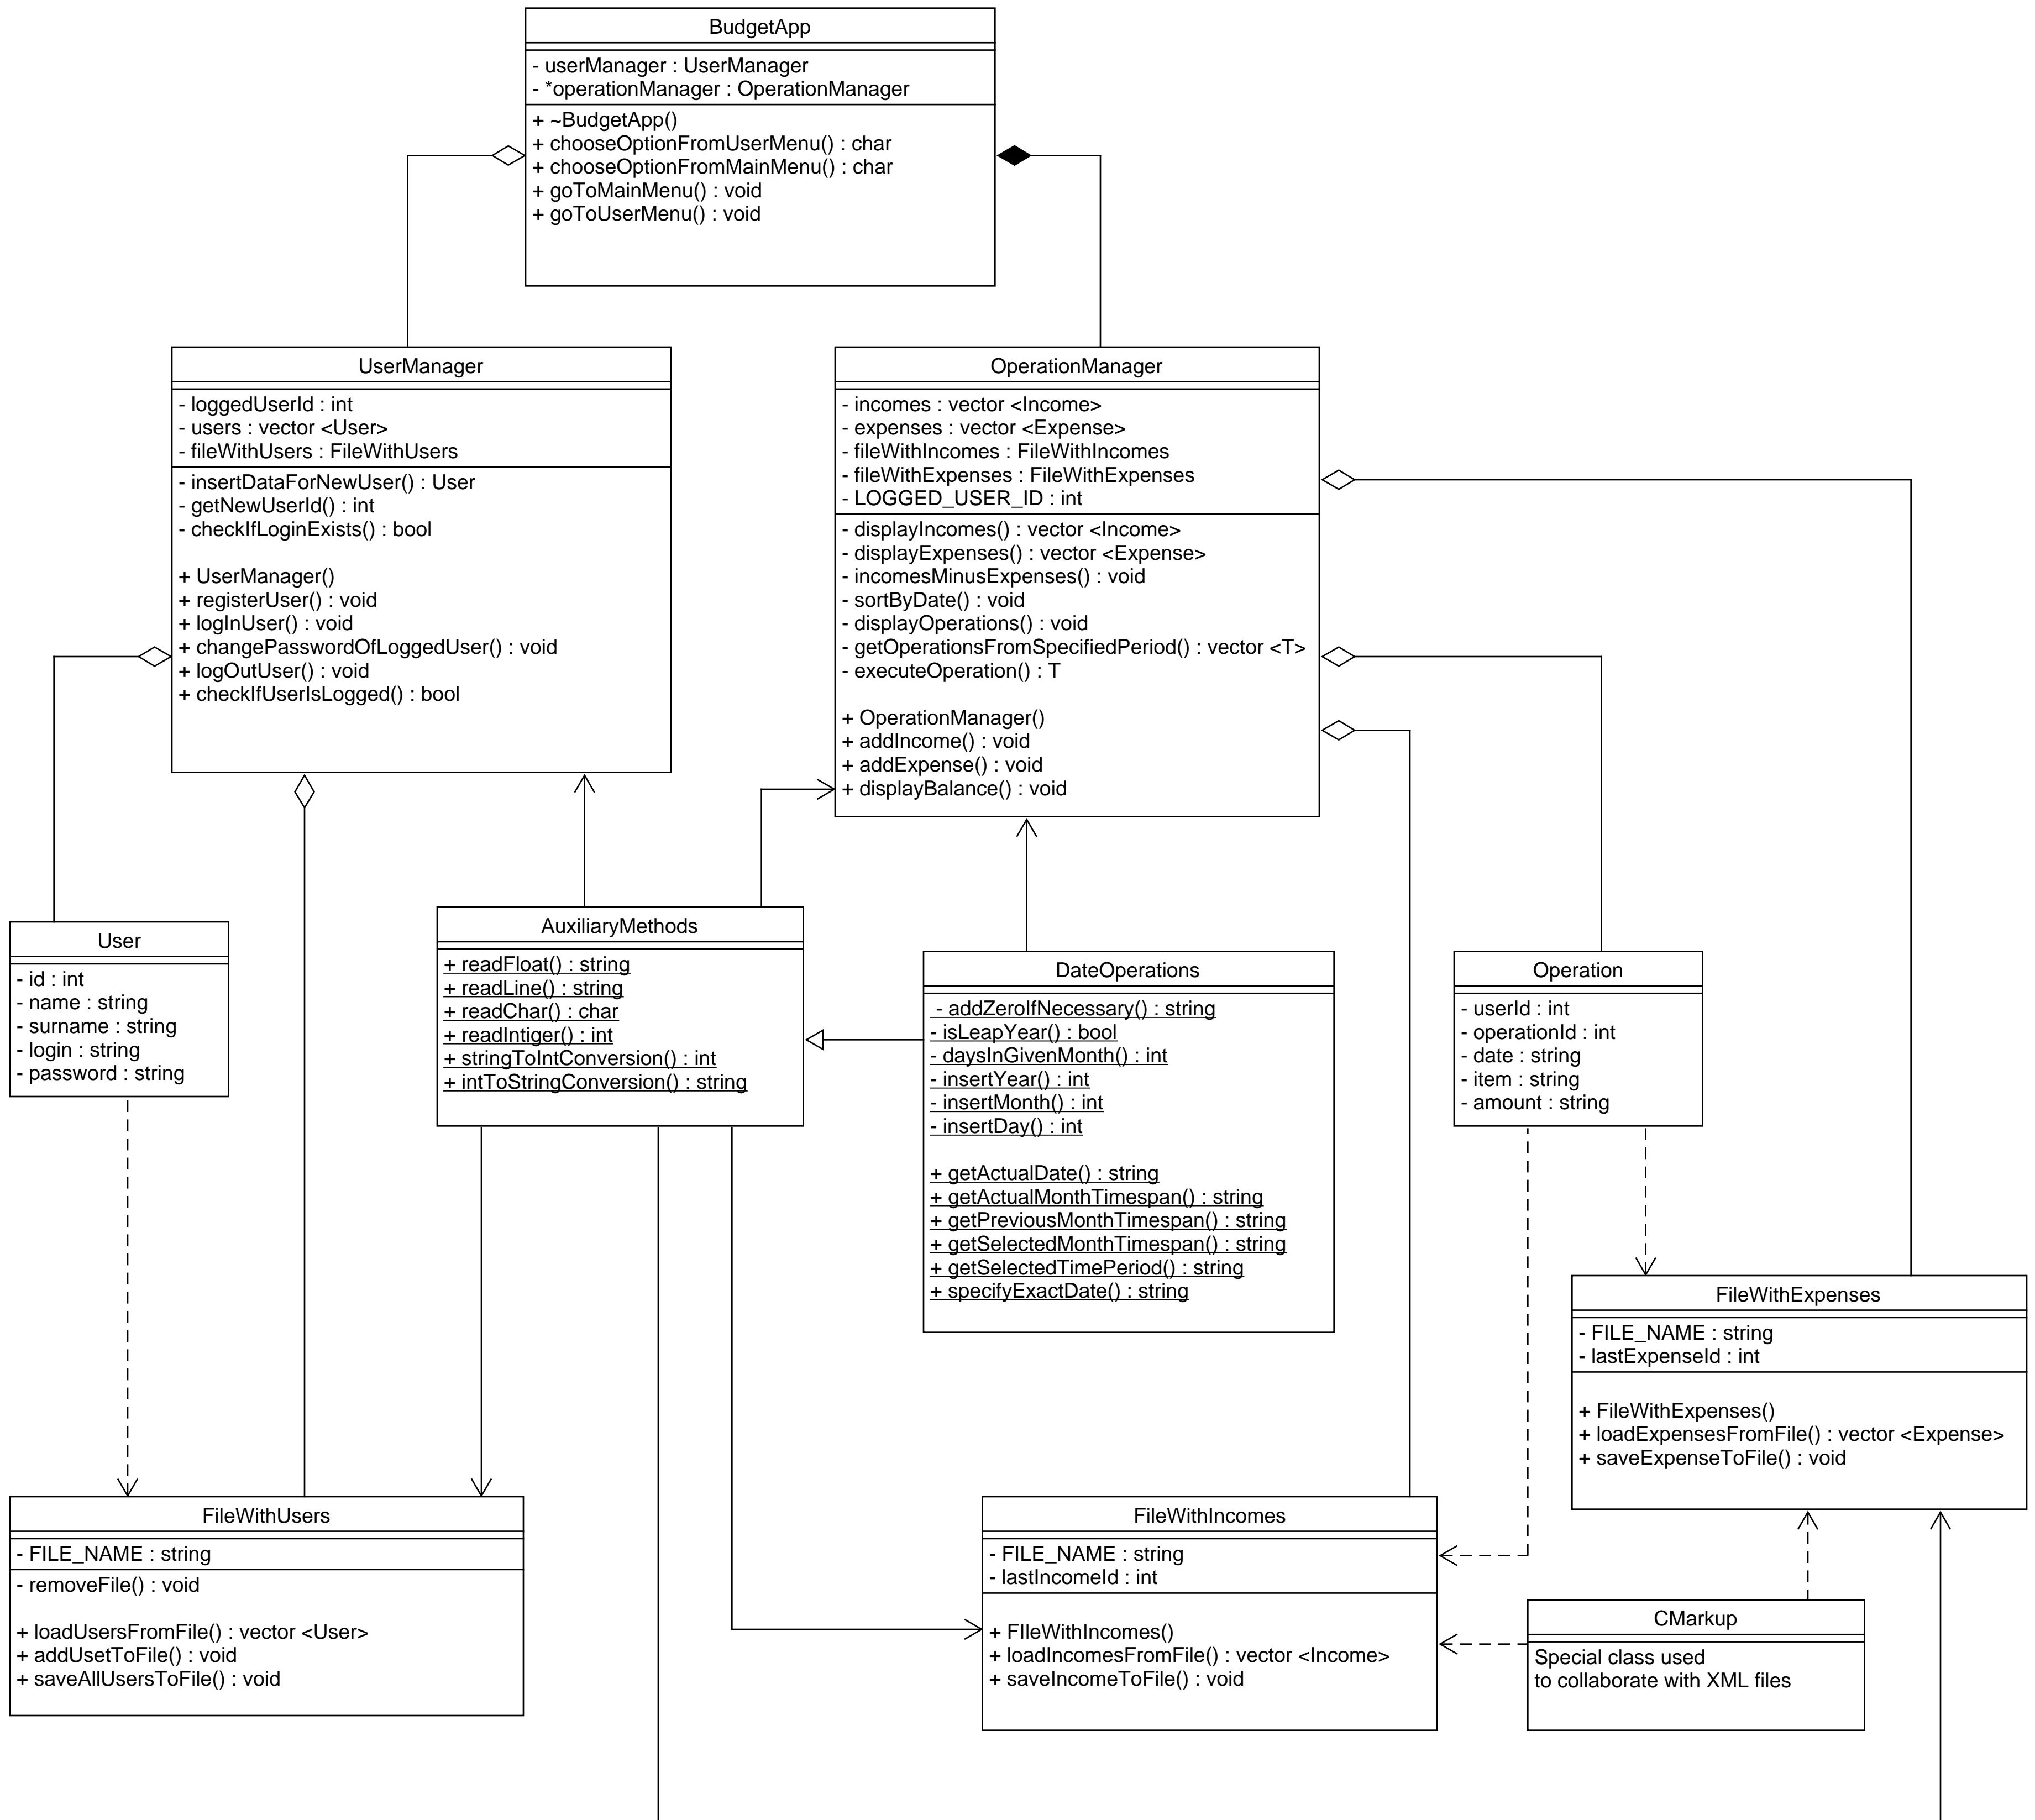 BudgetApp
- userManager : UserManager
- *operationManager : OperationManager
+ ~BudgetApp()
+ chooseOptionFromUserMenu() : char
+ chooseOptionFromMainMenu() : char
+ goToMainMenu() : void
+ goToUserMenu() : void
UserManager
- loggedUserId : int
- users : vector <User>
- fileWithUsers : FileWithUsers
- insertDataForNewUser() : User
- getNewUserId() : int
- checkIfLoginExists() : bool
+ UserManager()
+ registerUser() : void
+ logInUser() : void
+ changePasswordOfLoggedUser() : void
+ logOutUser() : void
+ checkIfUserIsLogged() : bool
OperationManager
- incomes : vector <Income>
- expenses : vector <Expense>
- fileWithIncomes : FileWithIncomes
- fileWithExpenses : FileWithExpenses
- LOGGED_USER_ID : int
- displayIncomes() : vector <Income>
- displayExpenses() : vector <Expense>
- incomesMinusExpenses() : void
- sortByDate() : void
- displayOperations() : void
- getOperationsFromSpecifiedPeriod() : vector <T>
- executeOperation() : T
+ OperationManager()
+ addIncome() : void
+ addExpense() : void
+ displayBalance() : void
User
- id : int
- name : string
- surname : string
- login : string
- password : string
AuxiliaryMethods
+ readFloat() : string
+ readLine() : string
+ readChar() : char
+ readIntiger() : int
+ stringToIntConversion() : int
+ intToStringConversion() : string
DateOperations
- addZeroIfNecessary() : string
- isLeapYear() : bool
- daysInGivenMonth() : int
- insertYear() : int
- insertMonth() : int
- insertDay() : int
+ getActualDate() : string
+ getActualMonthTimespan() : string
+ getPreviousMonthTimespan() : string
+ getSelectedMonthTimespan() : string
+ getSelectedTimePeriod() : string
+ specifyExactDate() : string
Operation
- userId : int
- operationId : int
- date : string
- item : string
- amount : string
FileWithExpenses
- FILE_NAME : string
- lastExpenseId : int
+ FileWithExpenses()
+ loadExpensesFromFile() : vector <Expense>
+ saveExpenseToFile() : void
FileWithUsers
- FILE_NAME : string
- removeFile() : void
+ loadUsersFromFile() : vector <User>
+ addUsetToFile() : void
+ saveAllUsersToFile() : void
FileWithIncomes
- FILE_NAME : string
- lastIncomeId : int
+ FIleWithIncomes()
+ loadIncomesFromFile() : vector <Income>
+ saveIncomeToFile() : void
CMarkup
Special class used
to collaborate with XML files